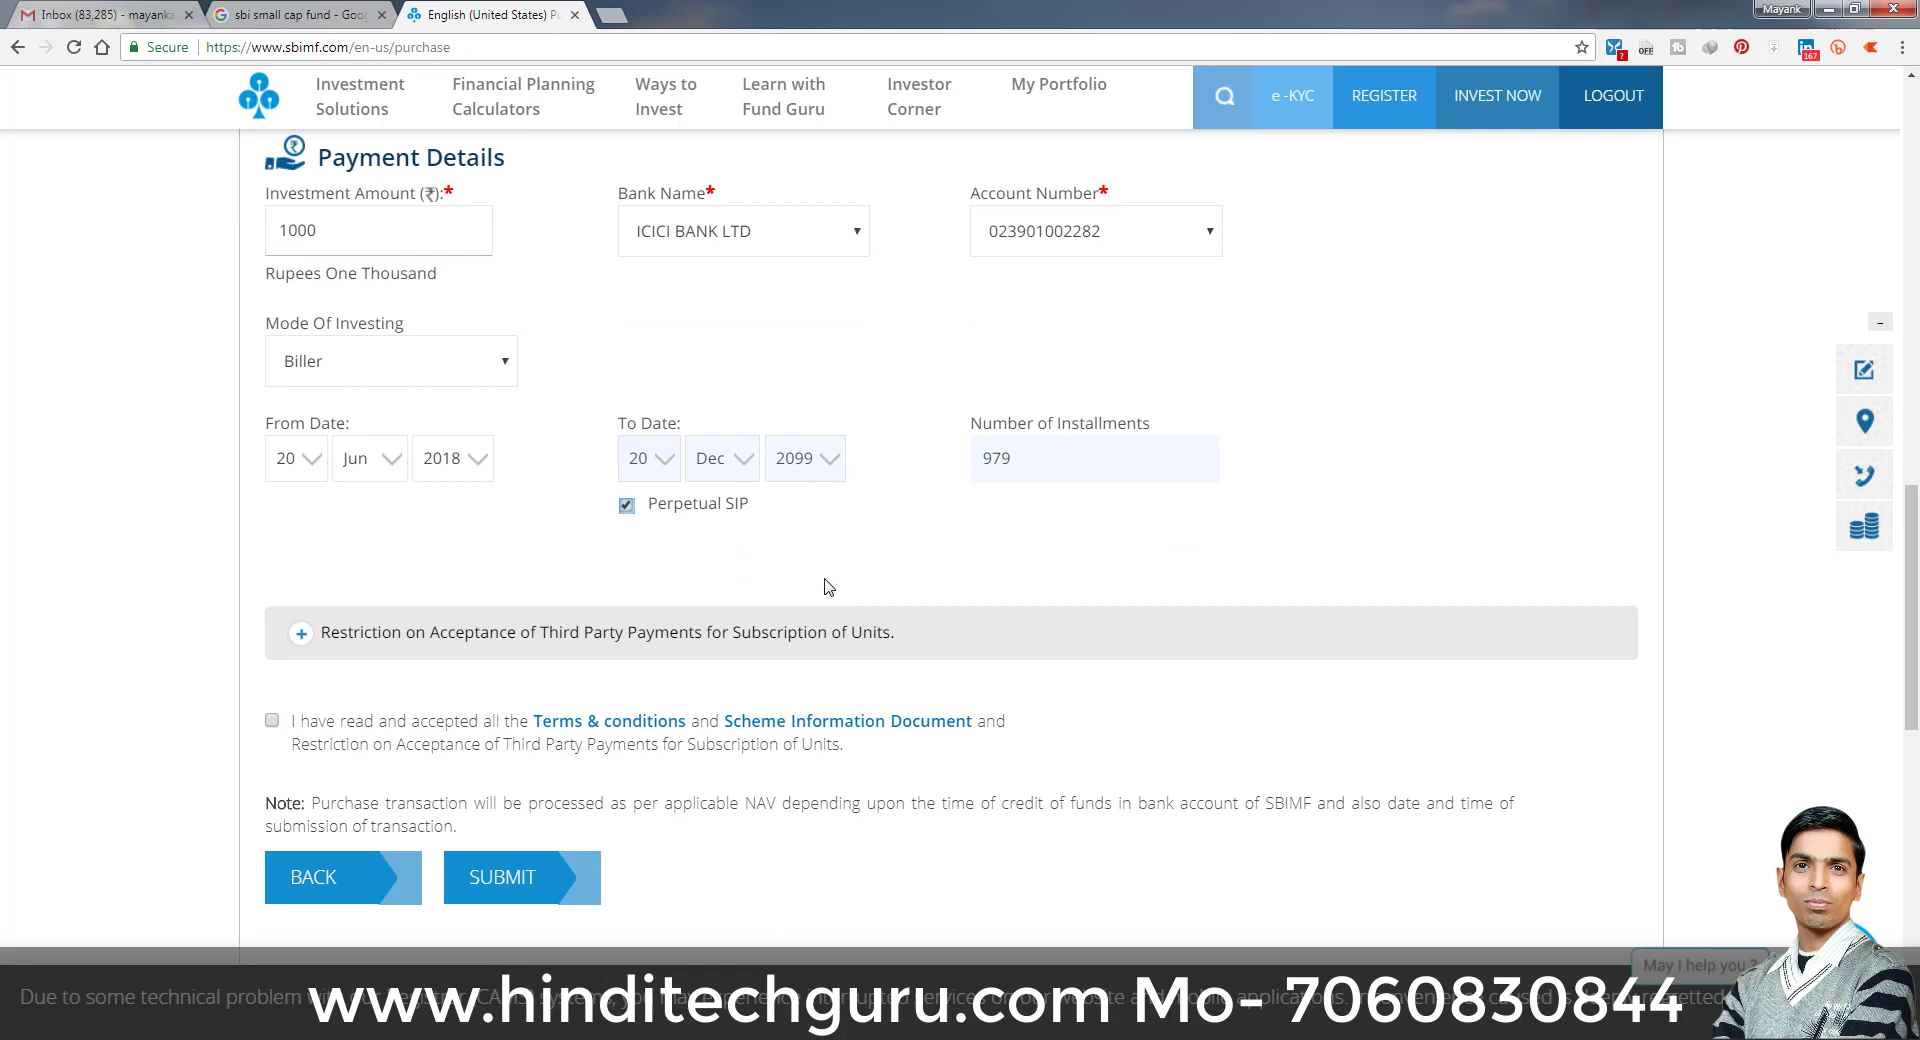 Inbox (83,285) - mayanka
sbi small cap fund - Goog
English (United States) Pu
Mayank
Secure
https://www.sbimf.com/en-us/purchase
?
OFF
167
Investment
Solutions
Financial Planning
Calculators
Ways to
Invest
Learn with
Fund Guru
Investor
Corner
My Portfolio
e -KYC
REGISTER
INVEST NOW
LOGOUT
Payment Details
Investment Amount (₹):*
Bank Name*
Account Number*
1000
ICICI BANK LTD
023901002282
Rupees One Thousand
Mode Of Investing
Biller
From Date:
To Date:
Number of Installments
20 Jun 2018
20 Dec 2099
979
Perpetual SIP
Restriction on Acceptance of Third Party Payments for Subscription of Units.
I have read and accepted all the Terms & conditions and Scheme Information Document and
Restriction on Acceptance of Third Party Payments for Subscription of Units.
Note: Purchase transaction will be processed as per applicable NAV depending upon the time of credit of funds in bank account of SBIMF and also date and time of
submission of transaction.
BACK
SUBMIT
May I help you ?
Due to some technical problem
www.hinditechguru.com Mo- 7060830844